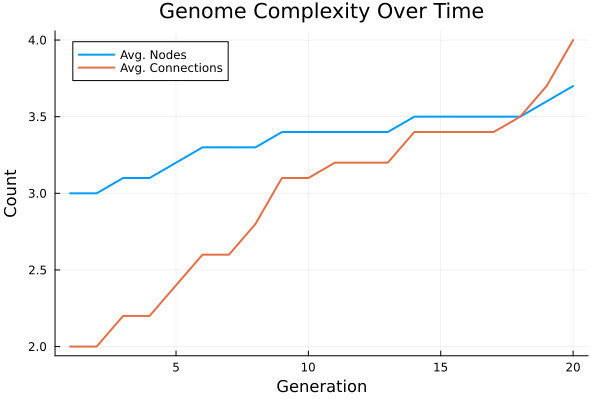 Genome Complexity Over Time
Avg. Nodes
Avg. Connections
4.0
3.5
3.0
2.5
2.0
Count
5
10
15
20
Generation